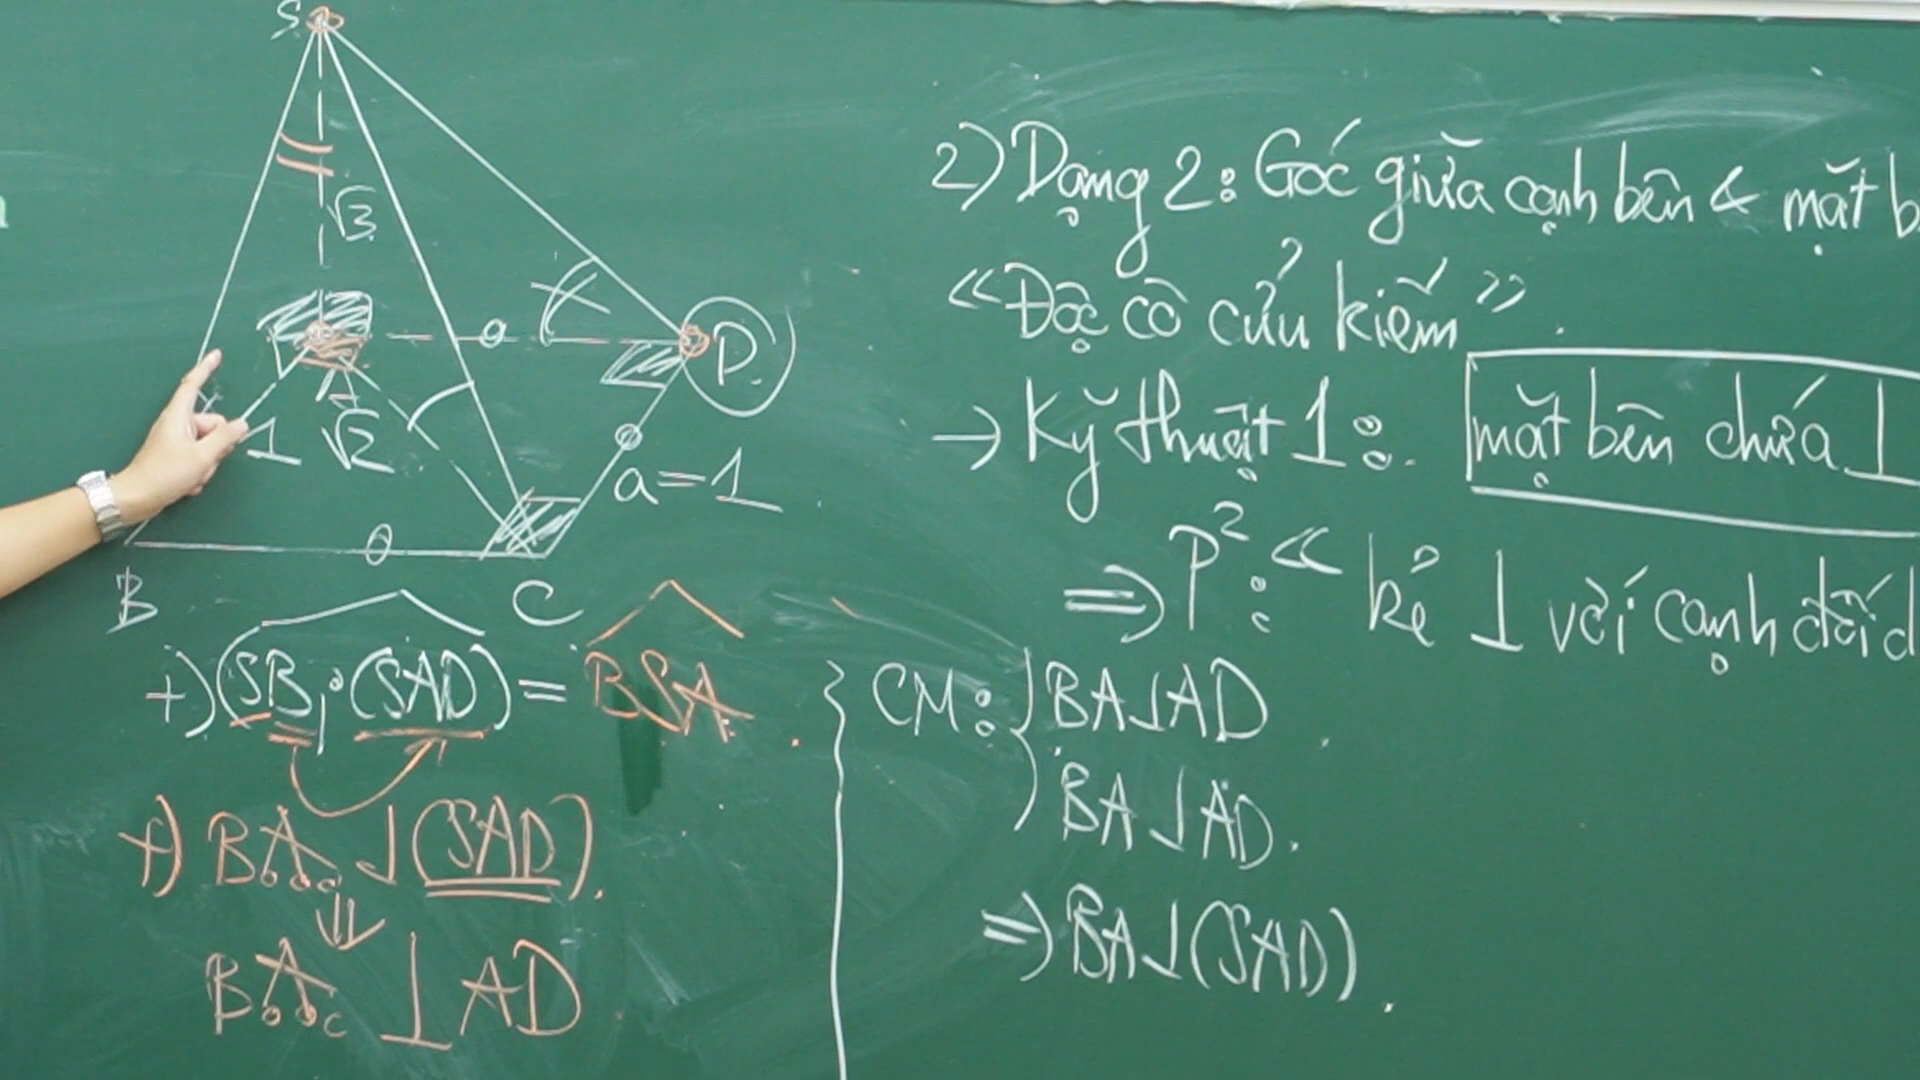 S
√3
A
1 √2
a = 1
D
B
C
+) (SB; (SAD)) = BSA
+) BA ⊥ (SAD).
⇓
BA ⊥ AD
2) Dạng 2: Góc giữa cạnh bên & mặt b
"Độc cô cửu kiếm".
→ Kỹ thuật 1: mặt bên chứa ⊥
⇒ P²: " kẻ ⊥ với cạnh đối d
CM: BA ⊥ AD
BA ⊥ AD.
⇒ BA ⊥ (SAD).